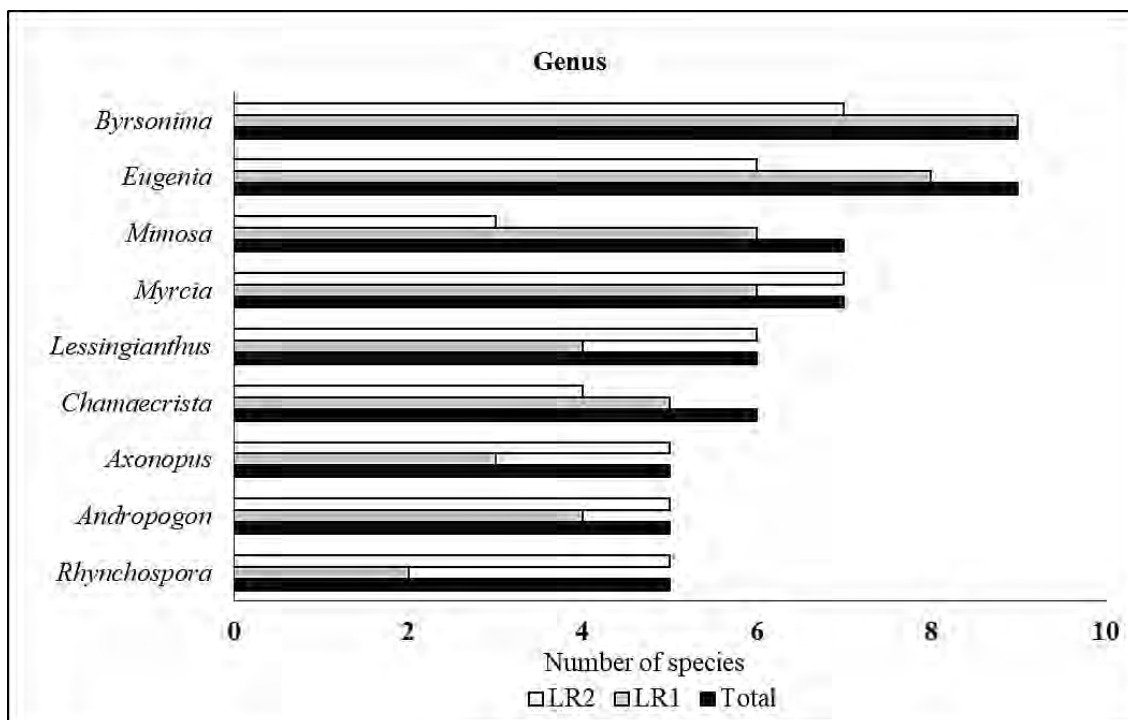 Genus
Byrsonima
Eugenia
Mimosa
Myrcia
Lessingianthus
Chamaecrista
Axonopus
Andropogon
Rhynchospora
0 2 4 6 8 10
Number of species
LR2 LR1 Total